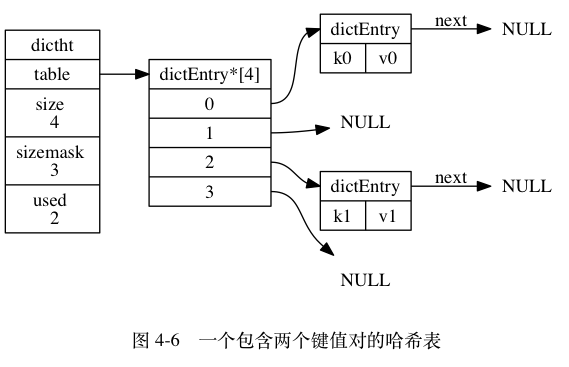 dictht
table
size
4
sizemask
3
used
2
dictEntry*[4]
0
1
2
3
dictEntry
k0 v0
next
NULL
NULL
dictEntry
k1 v1
next
NULL
NULL
图 4-6 一个包含两个键值对的哈希表